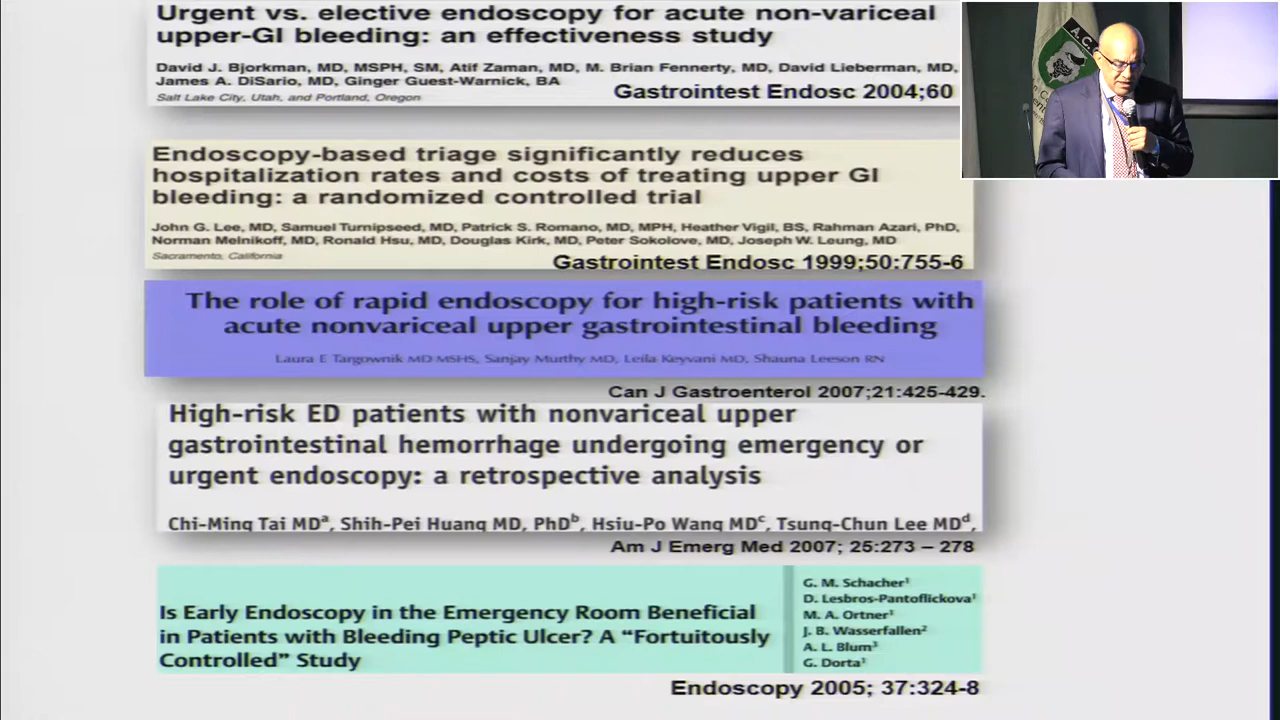 Urgent vs. elective endoscopy for acute non-variceal
upper-GI bleeding: an effectiveness study
David J. Bjorkman, MD, MSPH, SM, Atif Zaman, MD, M. Brian Fennerty, MD, David Lieberman, MD,
James A. DiSario, MD, Ginger Guest-Warnick, BA
Salt Lake City, Utah, and Portland, Oregon
Gastrointest Endosc 2004;60
Endoscopy-based triage significantly reduces
hospitalization rates and costs of treating upper GI
bleeding: a randomized controlled trial
John G. Lee, MD, Samuel Turnipseed, MD, Patrick S. Romano, MD, MPH, Heather Vigil, BS, Rahman Azari, PhD,
Norman Melnikoff, MD, Ronald Hsu, MD, Douglas Kirk, MD, Peter Sokolove, MD, Joseph W. Leung, MD
Sacramento, California
Gastrointest Endosc 1999;50:755-6
The role of rapid endoscopy for high-risk patients with
acute nonvariceal upper gastrointestinal bleeding
Laura E Targownik MD MSHS, Sanjay Murthy MD, Leila Keyvani MD, Shauna Leeson RN
Can J Gastroenterol 2007;21:425-429.
High-risk ED patients with nonvariceal upper
gastrointestinal hemorrhage undergoing emergency or
urgent endoscopy: a retrospective analysis
Chi-Ming Tai MDa, Shih-Pei Huang MD, PhDb, Hsiu-Po Wang MDc, Tsung-Chun Lee MDd,
Am J Emerg Med 2007; 25:273 – 278
Is Early Endoscopy in the Emergency Room Beneficial
in Patients with Bleeding Peptic Ulcer? A “Fortuitously
Controlled” Study
G. M. Schacher1
D. Lesbros-Pantoflickova1
M. A. Ortner1
J. B. Wasserfallen2
A. L. Blum3
G. Dorta1
Endoscopy 2005; 37:324-8